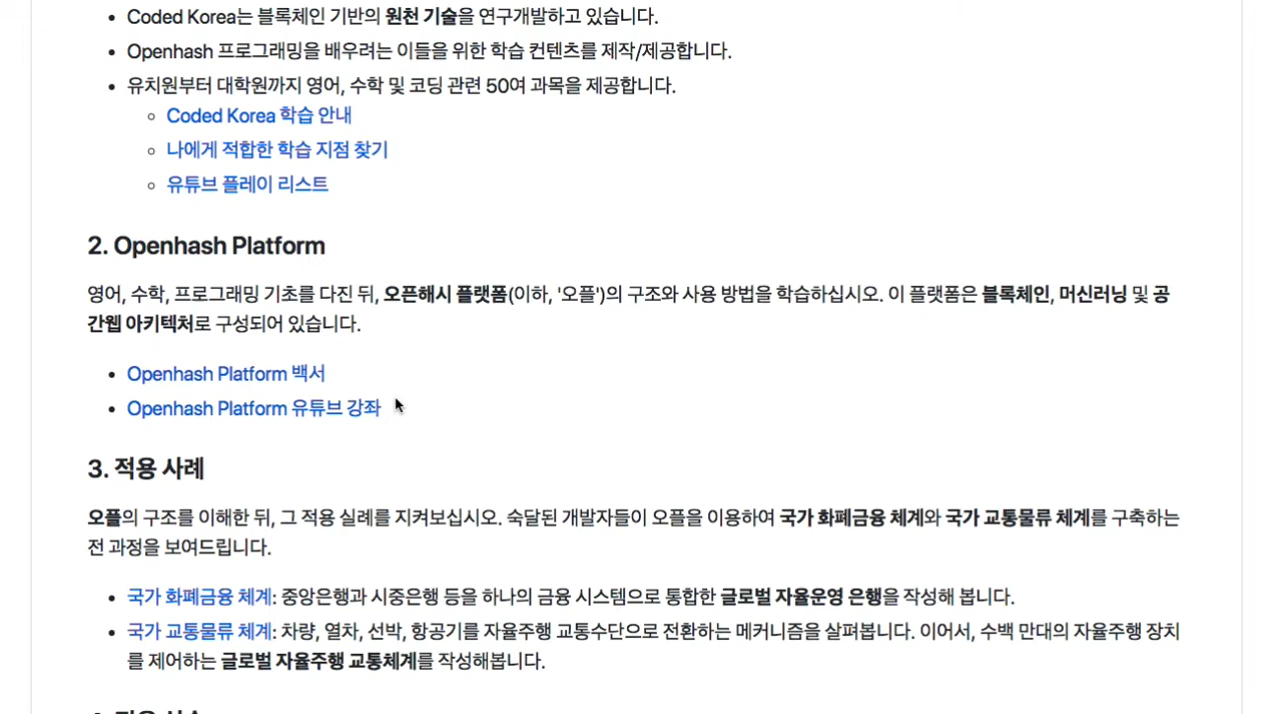 Coded Korea는 블록체인 기반의 원천 기술을 연구개발하고 있습니다.
Openhash 프로그래밍을 배우려는 이들을 위한 학습 컨텐츠를 제작/제공합니다.
유치원부터 대학원까지 영어, 수학 및 코딩 관련 50여 과목을 제공합니다.
Coded Korea 학습 안내
나에게 적합한 학습 지점 찾기
유튜브 플레이 리스트
2. Openhash Platform
영어, 수학, 프로그래밍 기초를 다진 뒤, 오픈해시 플랫폼(이하, '오플')의 구조와 사용 방법을 학습하십시오. 이 플랫폼은 블록체인, 머신러닝 및 공
간웹 아키텍처로 구성되어 있습니다.
Openhash Platform 백서
Openhash Platform 유튜브 강좌
3. 적용 사례
오플의 구조를 이해한 뒤, 그 적용 실례를 지켜보십시오. 숙달된 개발자들이 오플을 이용하여 국가 화폐금융 체계와 국가 교통물류 체계를 구축하는
전 과정을 보여드립니다.
국가 화폐금융 체계: 중앙은행과 시중은행 등을 하나의 금융 시스템으로 통합한 글로벌 자율운영 은행을 작성해 봅니다.
국가 교통물류 체계: 차량, 열차, 선박, 항공기를 자율주행 교통수단으로 전환하는 메커니즘을 살펴봅니다. 이어서, 수백 만대의 자율주행 장치
를 제어하는 글로벌 자율주행 교통체계를 작성해봅니다.